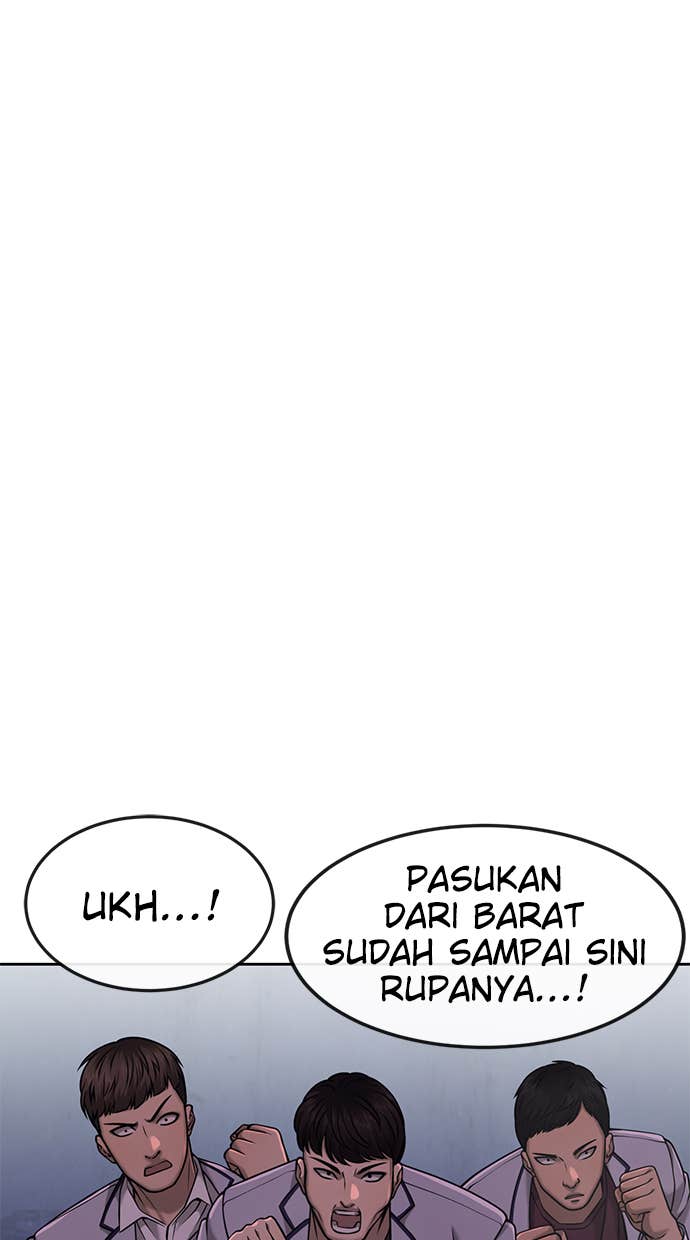 UKH...!
PASUKAN
DARI BARAT
SUDAH SAMPAI SINI
RUPANYA...!